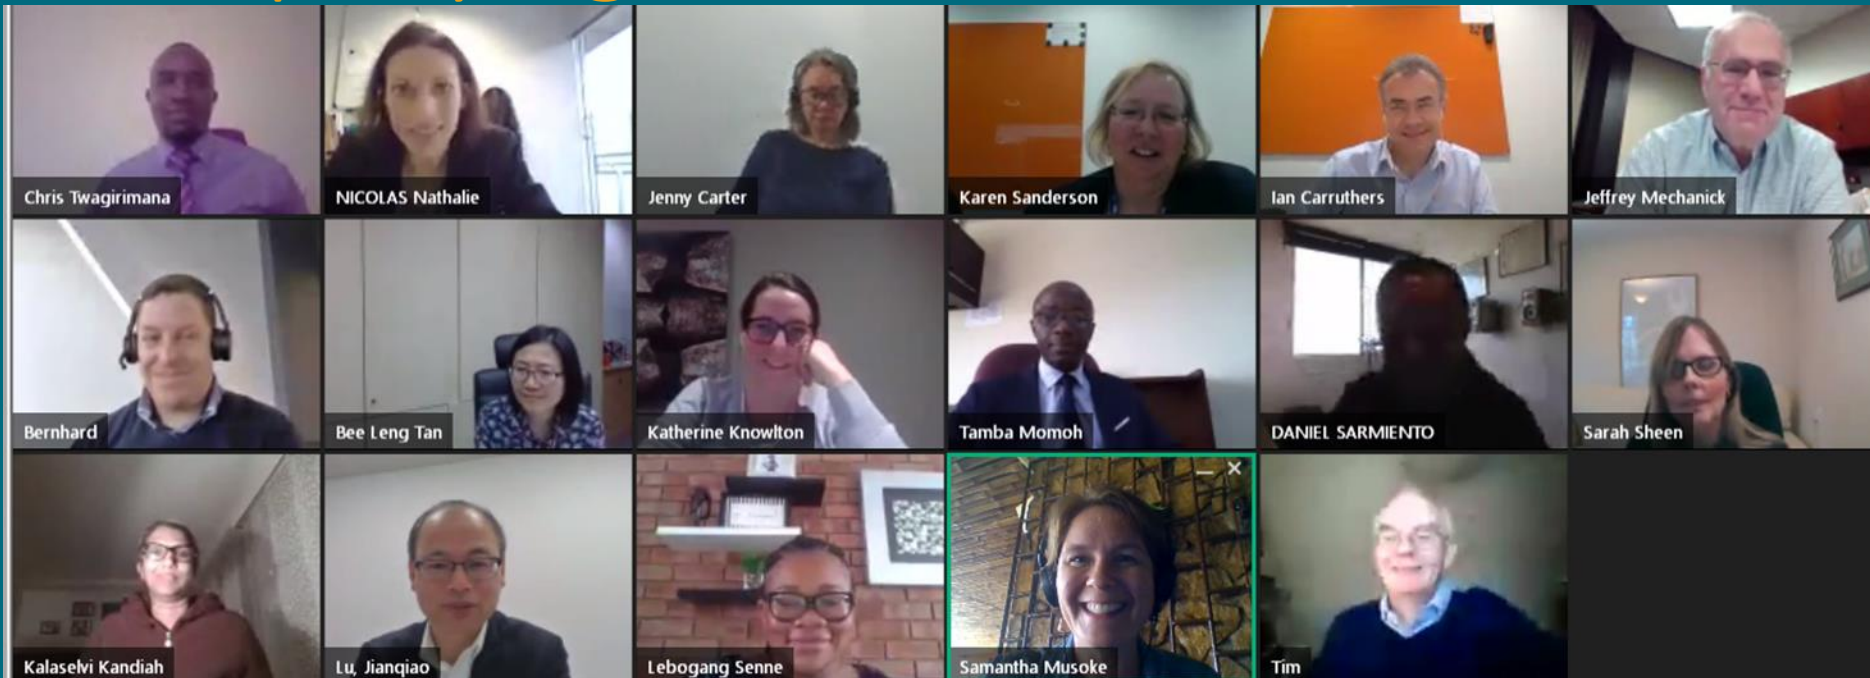 Chris Twagirimana
NICOLAS Nathalie
Jenny Carter
Karen Sanderson
Ian Carruthers
Jeffrey Mechanick
Bernhard
Bee Leng Tan
Katherine Knowlton
Tamba Momoh
DANIEL SARMIENTO
Sarah Sheen
Kalaselvi Kandiah
Lu, Jianqiao
Lebogang Senne
Samantha Musoke
Tim